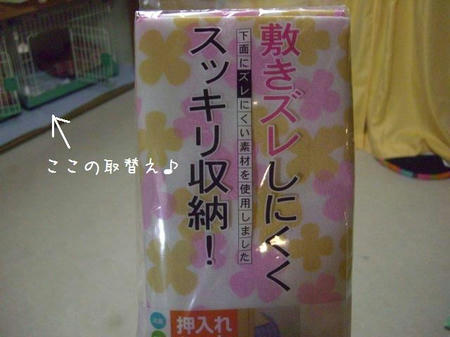 敷きズレしにくく
下面にズレにくい素材を使用しました
スッキリ収納！
ここの取替え♪
押入れ